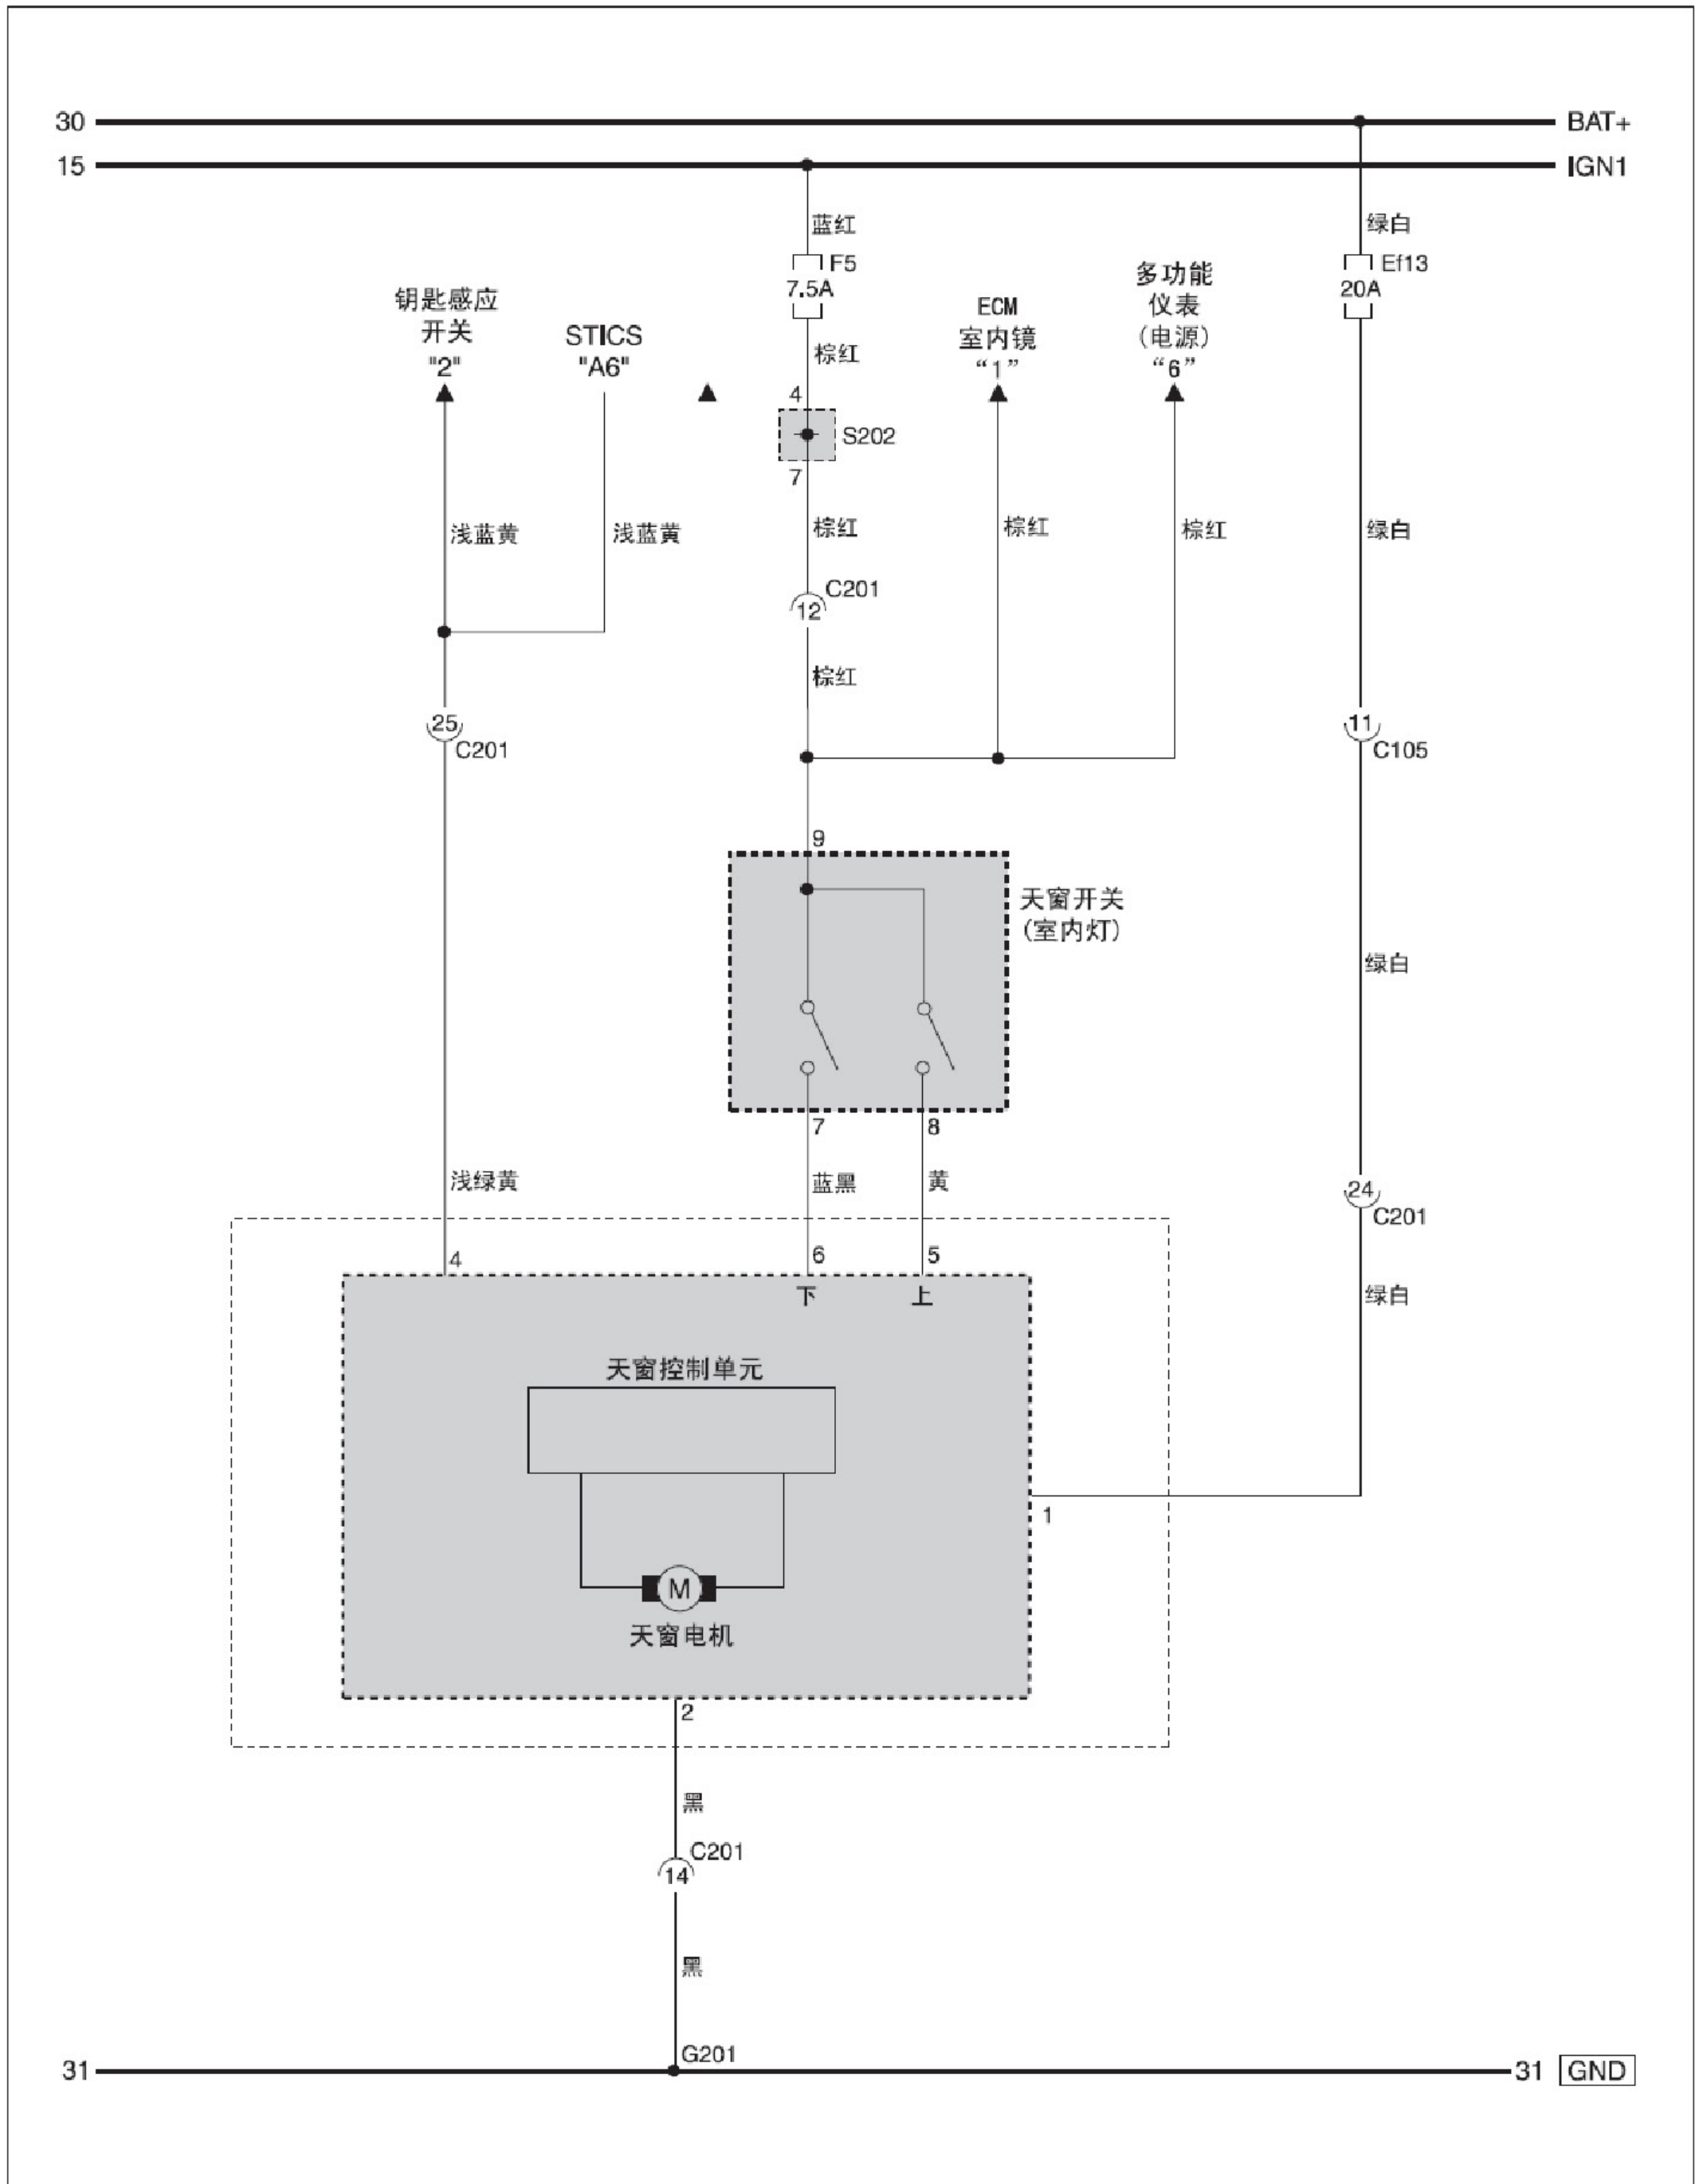 30
BAT+
15
IGN1
蓝红
绿白
F5
7.5A
Ef13
20A
钥匙感应
开关
"2"
STICS
"A6"
ECM
室内镜
“1”
多功能
仪表
(电源)
“6”
棕红
4
S202
7
浅蓝黄
浅蓝黄
棕红
棕红
棕红
绿白
C201
12
棕红
25
C201
11
C105
9
天窗开关
(室内灯)
绿白
7
8
浅绿黄
蓝黑
黄
24
C201
4
6
5
下
上
绿白
天窗控制单元
1
M
天窗电机
2
黑
C201
14
黑
G201
31
31
GND